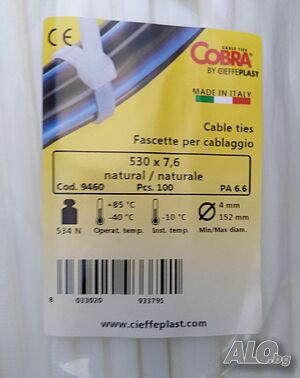 CE
CABLE TIES
COBRA®
BY CIEFFEPLAST
MADE IN ITALY
Cable ties
Fascette per cablaggio
530 x 7,6
natural / naturale
Cod. 9460 Pcs. 100 PA 6.6
534 N
+85 °C
-40 °C
Operat. temp.
-10 °C
Inst. temp.
4 mm
152 mm
Min/Max diam.
8 033020 933791
www.cieffeplast.com
ALO.bg